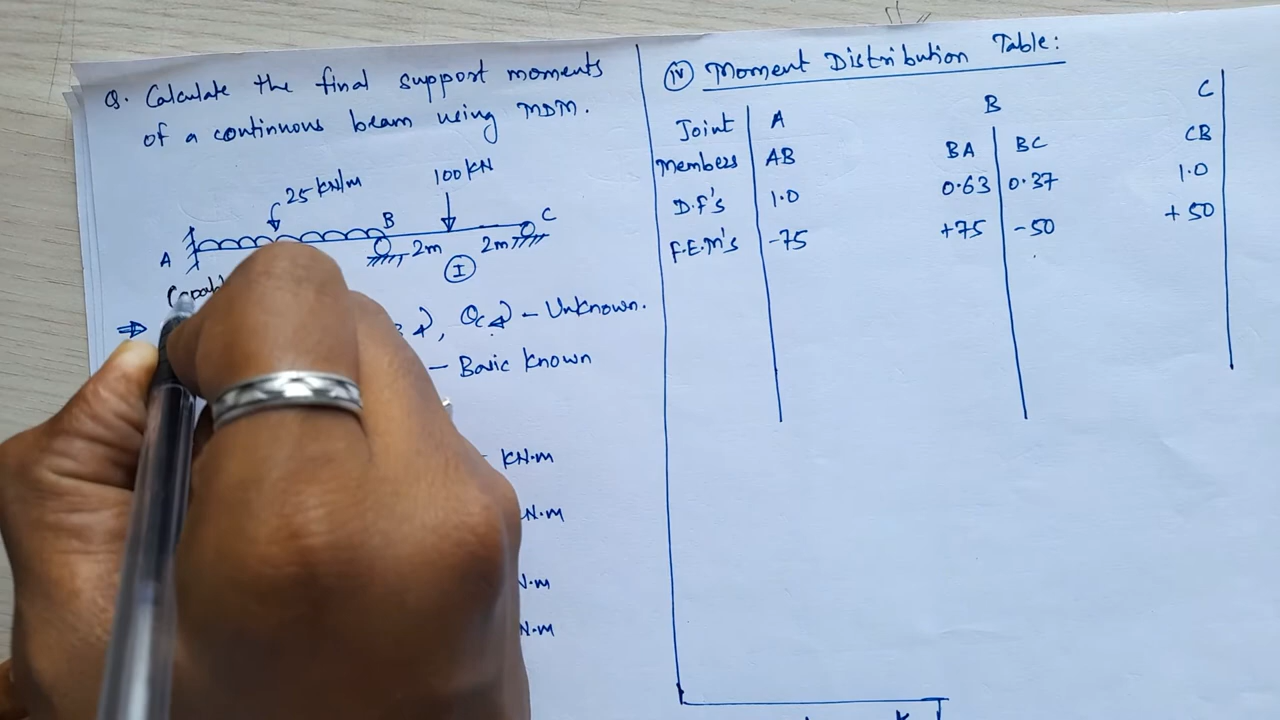 Q. Calculate the final support moments
of a continuous beam using MDM.
25 kN/m
100 KN
A
B
C
2m
2m
I
⇒
, θc
- Unknown.
- Basic known
KN.m
N.m
N.m
N.m
iv Moment Distribution Table:
Joint A B C
Members AB BA BC CB
D.f's 1.0 0.63 0.37 1.0
F.E.M's -75 +75 -50 +50